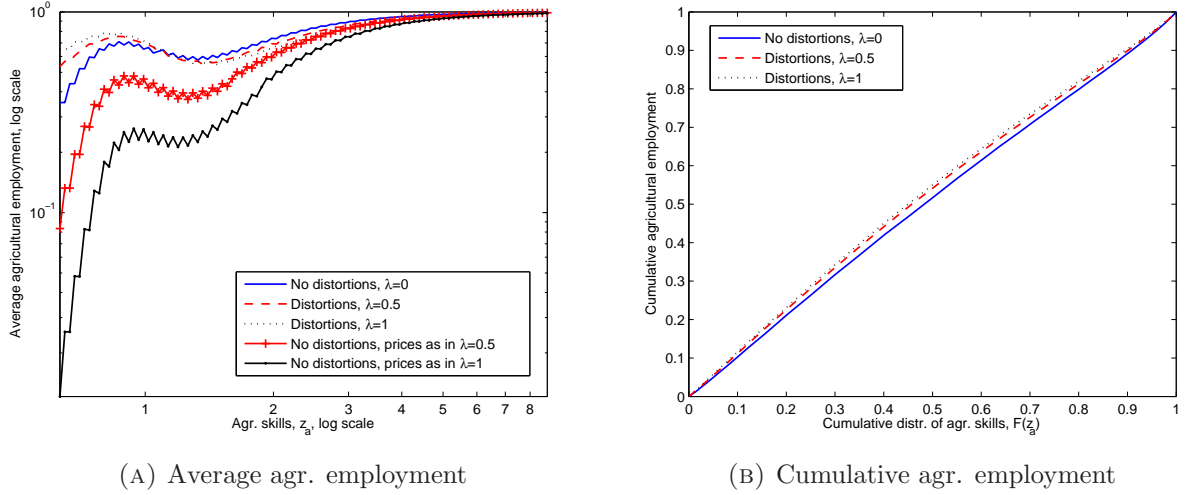 10^0
10^-1
Average agricultural employment, log scale
No distortions, λ=0
Distortions, λ=0.5
Distortions, λ=1
No distortions, prices as in λ=0.5
No distortions, prices as in λ=1
1 2 3 4 5 6 7 8
Agr. skills, z_a, log scale
(A) Average agr. employment
1
0.9
0.8
0.7
0.6
0.5
0.4
0.3
0.2
0.1
0
Cumulative agricultural employment
No distortions, λ=0
Distortions, λ=0.5
Distortions, λ=1
0 0.1 0.2 0.3 0.4 0.5 0.6 0.7 0.8 0.9 1
Cumulative distr. of agr. skills, F(z_a)
(B) Cumulative agr. employment